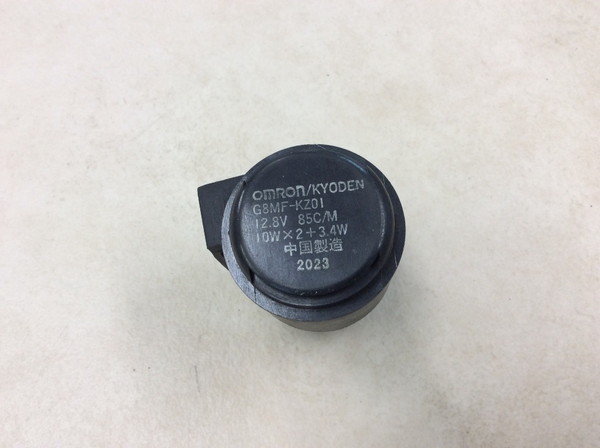 OMRON/KYODEN
G8MF-KZ01
12.8V 85C/M
10W×2+3.4W
中国製造
2023